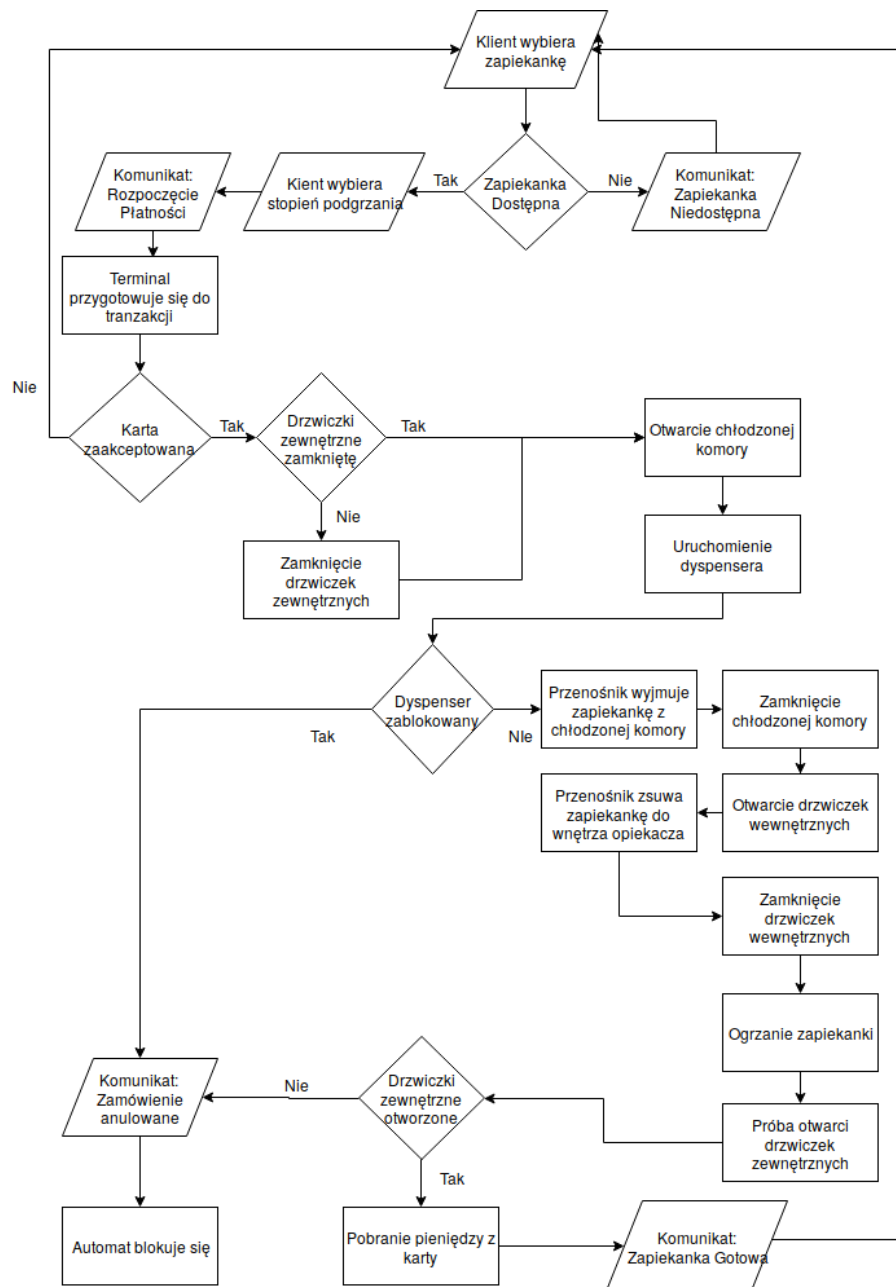 Klient wybiera
zapiekankę
Komunikat:
Rozpoczęcie
Płatności
Kient wybiera
stopień podgrzania
Tak
Zapiekanka
Dostępna
Nie
Komunikat:
Zapiekanka
Niedostępna
Terminal
przygotowuje się do
tranzakcji
Nie
Karta
zaakceptowana
Tak
Drzwiczki
zewnętrzne
zamkniętę
Tak
Otwarcie chłodzonej
komory
Nie
Zamknięcie
drzwiczek
zewnętrznych
Uruchomienie
dyspensera
Dyspenser
zablokowany
Tak
NIe
Przenośnik wyjmuje
zapiekankę z
chłodzonej komory
Zamknięcie
chłodzonej komory
Przenośnik zsuwa
zapiekankę do
wnętrza opiekacza
Otwarcie drzwiczek
wewnętrznych
Zamknięcie
drzwiczek
wewnętrznych
Ogrzanie zapiekanki
Komunikat:
Zamówienie
anulowane
Nie
Drzwiczki
zewnętrzne
otworzone
Próba otwarci
drzwiczek
zewnętrznych
Tak
Automat blokuje się
Pobranie pieniędzy z
karty
Komunikat:
Zapiekanka Gotowa